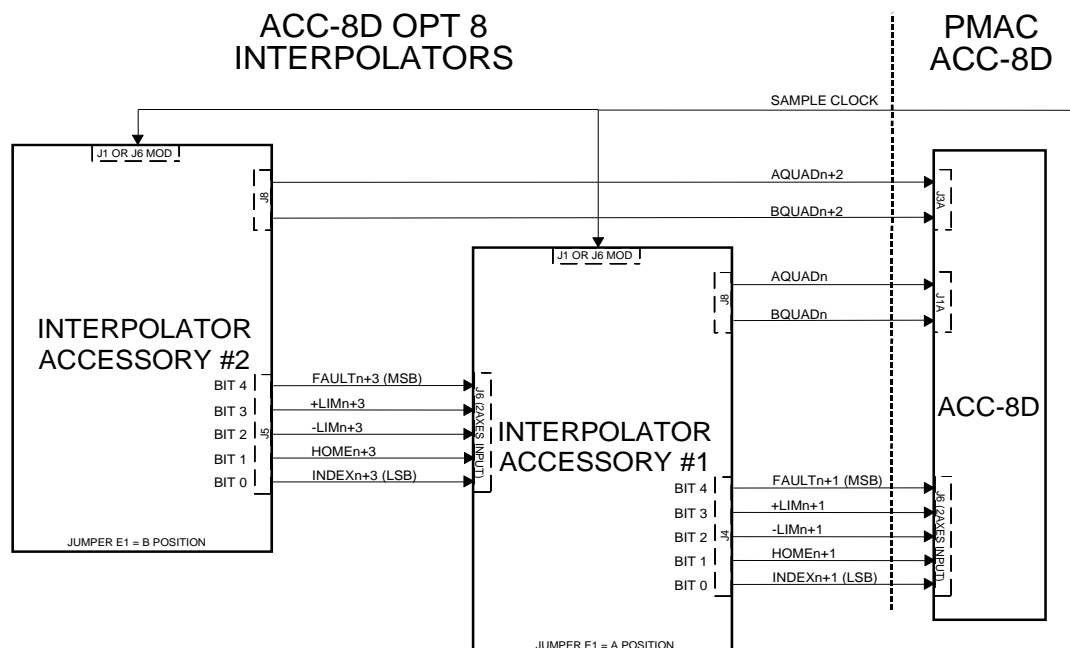 ACC-8D OPT 8
INTERPOLATORS
PMAC
ACC-8D
SAMPLE CLOCK
J1 OR J6 MOD
J8
AQUADn+2
BQUADn+2
J3A
INTERPOLATOR
ACCESSORY #2
BIT 4
BIT 3
BIT 2
BIT 1
BIT 0
J5
FAULTn+3 (MSB)
+LIMn+3
-LIMn+3
HOMEn+3
INDEXn+3 (LSB)
JUMPER E1 = B POSITION
J1 OR J6 MOD
J8
AQUADn
BQUADn
J1A
J6 (2AXES INPUT)
INTERPOLATOR
ACCESSORY #1
BIT 4
BIT 3
BIT 2
BIT 1
BIT 0
J4
FAULTn+1 (MSB)
+LIMn+1
-LIMn+1
HOMEn+1
INDEXn+1 (LSB)
JUMPER E1 = A POSITION
ACC-8D
J6 (2AXES INPUT)